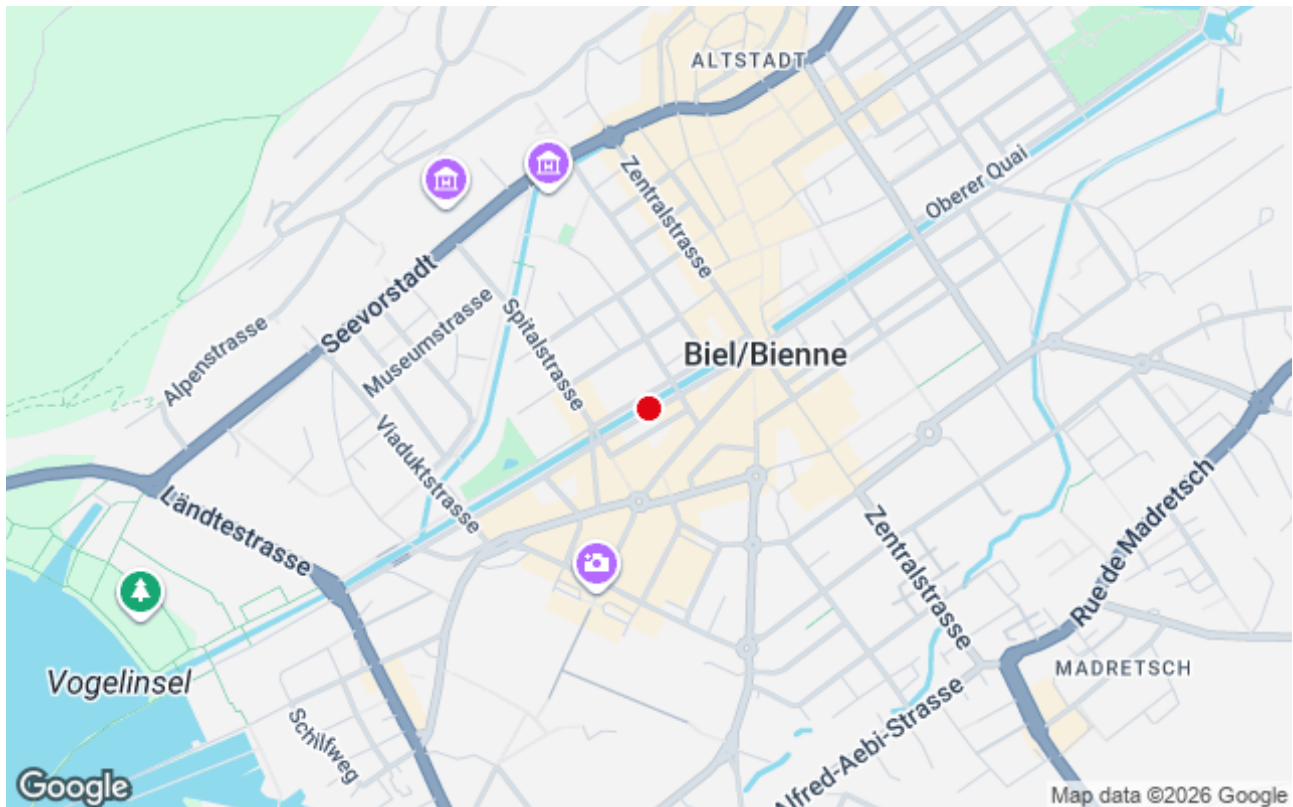 ALTSTADT
Zentralstrasse
Oberer Quai
Seevorstadt
Museumstrasse
Spitalstrasse
Alpenstrasse
Biel/Bienne
Viaduktstrasse
Ländtestrasse
Zentralstrasse
Rue de Madretsch
Vogelinsel
MADRETSCH
Schilfweg
Alfred-Aebi-Strasse
Google
Map data ©2026 Google